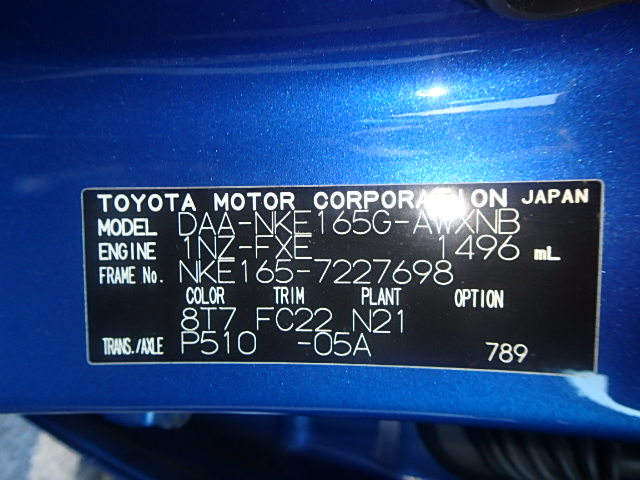 TOYOTA MOTOR CORPORATION JAPAN
MODEL DAA-NKE165G-AWXNB
ENGINE 1NZ-FXE 1496 mL
FRAME No. NKE165-7227698
COLOR TRIM PLANT OPTION
8T7 FC22 N21
TRANS./AXLE P510 -05A 789